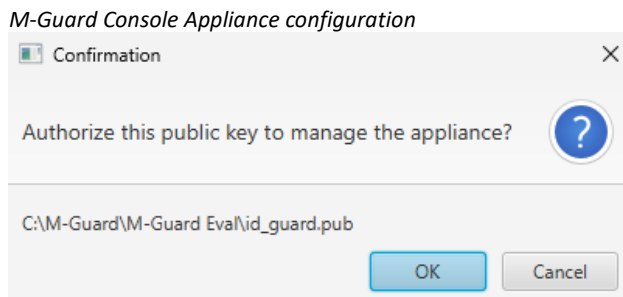 M-Guard Console Appliance configuration
Confirmation
Authorize this public key to manage the appliance?
?
C:\M-Guard\M-Guard Eval\id_guard.pub
OK Cancel